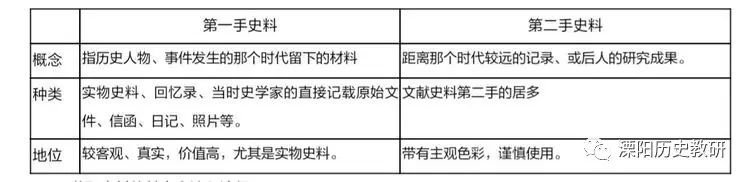 第一手史料 第二手史料
概念 指历史人物、事件发生的那个时代留下的材料 距离那个时代较远的记录、或后人的研究成果。
种类 实物史料、回忆录、当时史学家的直接记载原始文 文献史料第二手的居多
件、信函、日记、照片等。
地位 较客观、真实，价值高，尤其是实物史料。 带有主观色彩，谨慎使用。
溧阳历史教研